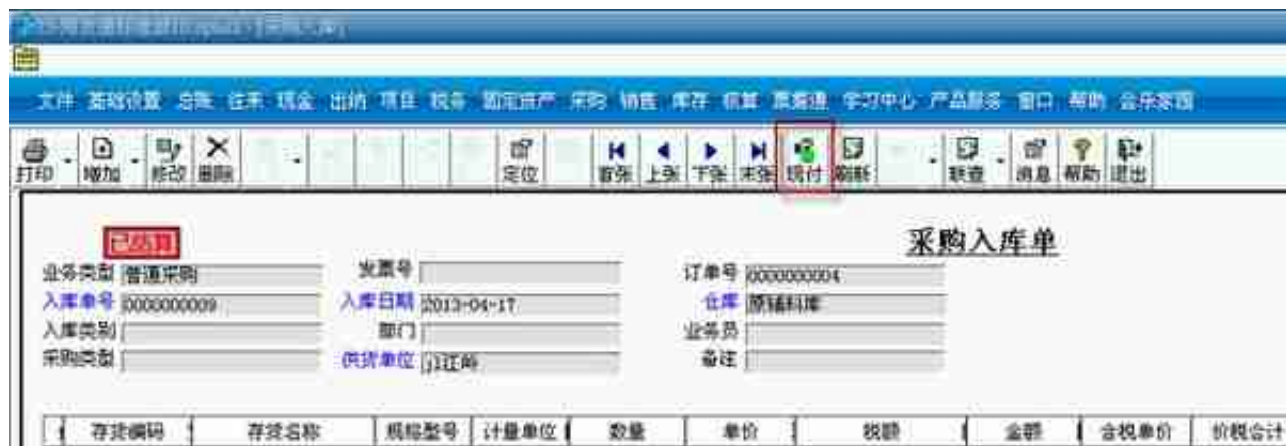 文件 基础设置 总账 往来 现金 出纳 项目 税务 固定资产 采购 销售 库存 核算 票据通 学习中心 产品服务 窗口 帮助 会乐家园
打印 增加 修改 删除 定位 首张 上张 下张 末张 现付 刷新 联查 消息 帮助 退出
采购入库单
业务类型 普通采购 发票号 订单号 0000000004
入库单号 0000000009 入库日期 2013-04-17 仓库 原辅料库
入库类别 部门 业务员
采购类型 供货单位 备注
存货编码 存货名称 规格型号 计量单位 数量 单价 税额 金额 含税单价 价税合计